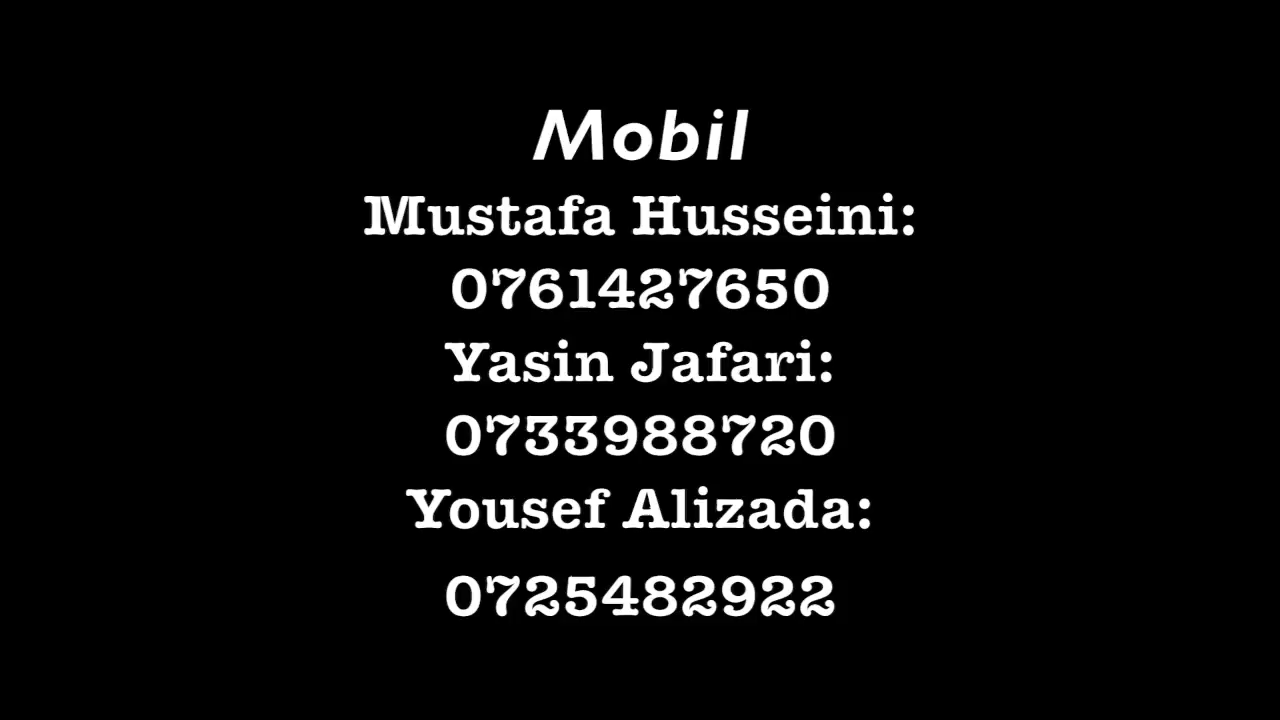 Mobil
Mustafa Husseini:
0761427650
Yasin Jafari:
0733988720
Yousef Alizada:
0725482922